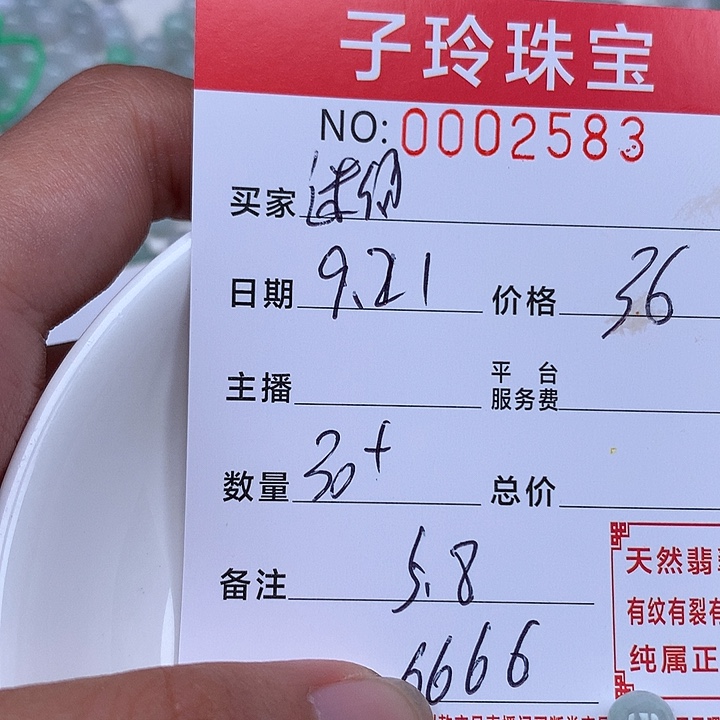 子玲珠宝
NO: 0002583
买家
日期 9.21 价格 36
主播 平台服务费
数量 30+ 总价
备注 5.8
6666
天然翡
有纹有裂有
纯属正